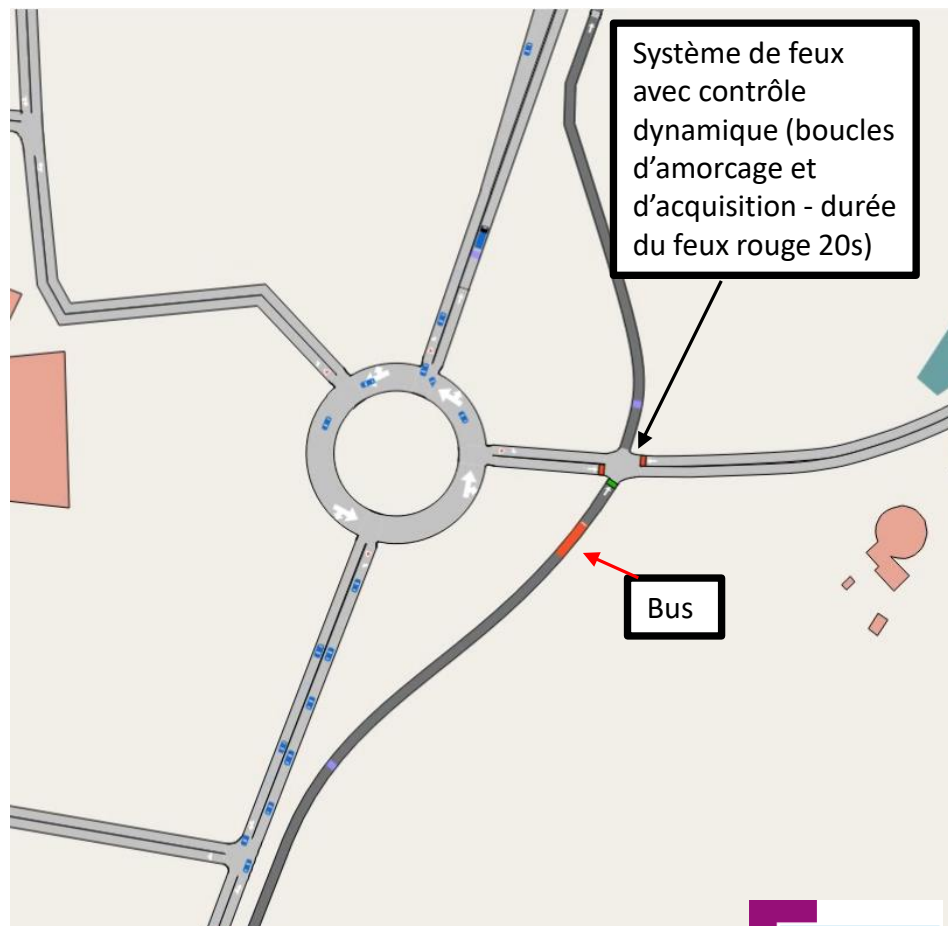 Système de feux
avec contrôle
dynamique (boucles
d'amorcage et
d'acquisition - durée
du feux rouge 20s)
Bus